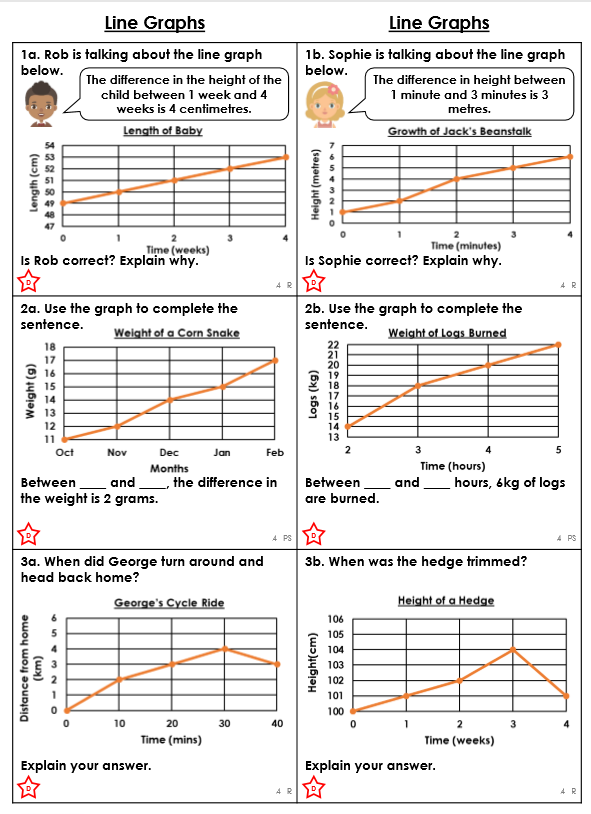 Line Graphs
Line Graphs
1a. Rob is talking about the line graph
below.
The difference in the height of the
child between 1 week and 4
weeks is 4 centimetres.
Length of Baby
Length (cm)
54
53
52
51
50
49
48
47
0 1 2 3 4
Time (weeks)
Is Rob correct? Explain why.
D
4 R
1b. Sophie is talking about the line graph
below.
The difference in height between
1 minute and 3 minutes is 3
metres.
Growth of Jack's Beanstalk
Height (metres)
7
6
5
4
3
2
1
0
0 1 2 3 4
Time (minutes)
Is Sophie correct? Explain why.
D
4 R
2a. Use the graph to complete the
sentence.
Weight of a Corn Snake
Weight (g)
18
17
16
15
14
13
12
11
Oct Nov Dec Jan Feb
Months
Between ____ and ____, the difference in
the weight is 2 grams.
D
4 PS
2b. Use the graph to complete the
sentence.
Weight of Logs Burned
Logs (kg)
22
21
20
19
18
17
16
15
14
13
2 3 4 5
Time (hours)
Between ____ and ____ hours, 6kg of logs
are burned.
D
4 PS
3a. When did George turn around and
head back home?
George's Cycle Ride
Distance from home
(km)
6
5
4
3
2
1
0
0 10 20 30 40
Time (mins)
Explain your answer.
D
4 R
3b. When was the hedge trimmed?
Height of a Hedge
Height(cm)
106
105
104
103
102
101
100
0 1 2 3 4
Time (weeks)
Explain your answer.
D
4 R